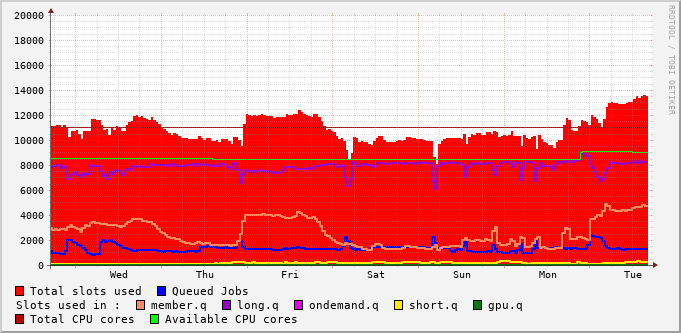 20000
18000
16000
14000
12000
10000
8000
6000
4000
2000
0
Wed Thu Fri Sat Sun Mon Tue
RRDTOOL / TOBI OETIKER
Total slots used Queued Jobs
Slots used in : member.q long.q ondemand.q short.q gpu.q
Total CPU cores Available CPU cores